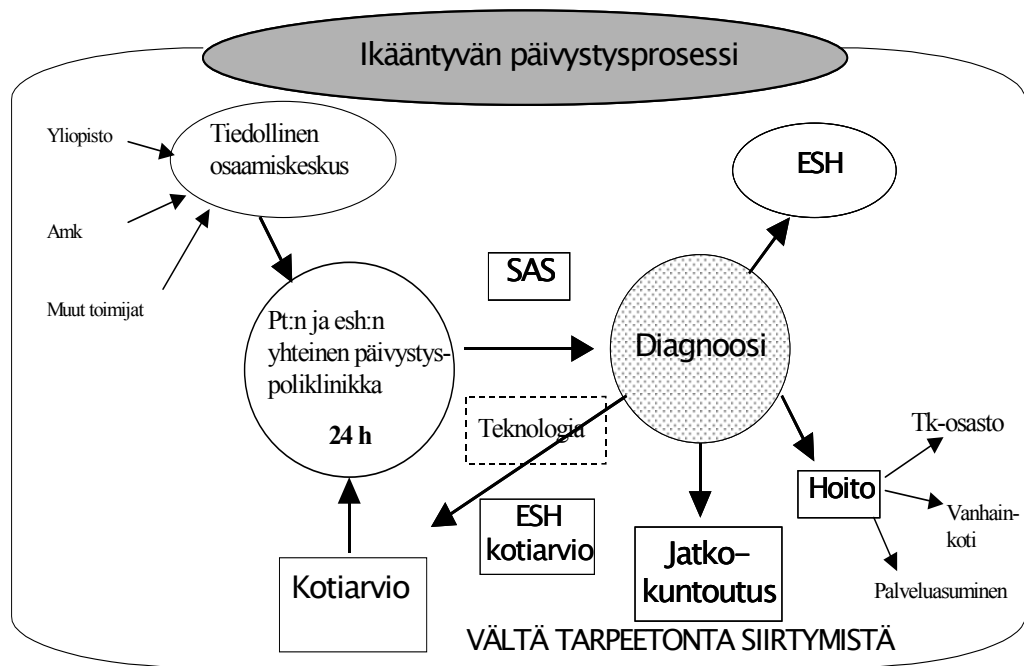 Ikääntyvän päivystysprosessi
Yliopisto
Tiedollinen
osaamiskeskus
Amk
Muut toimijat
ESH
SAS
Pt:n ja esh:n
yhteinen päivystys-
poliklinikka
24 h
Diagnoosi
Teknologia
Tk-osasto
Hoito
Vanhain-
koti
Palveluasuminen
ESH
kotiarvio
Jatko-
kuntoutus
Kotiarvio
VÄLTÄ TARPEETONTA SIIRTYMISTÄ